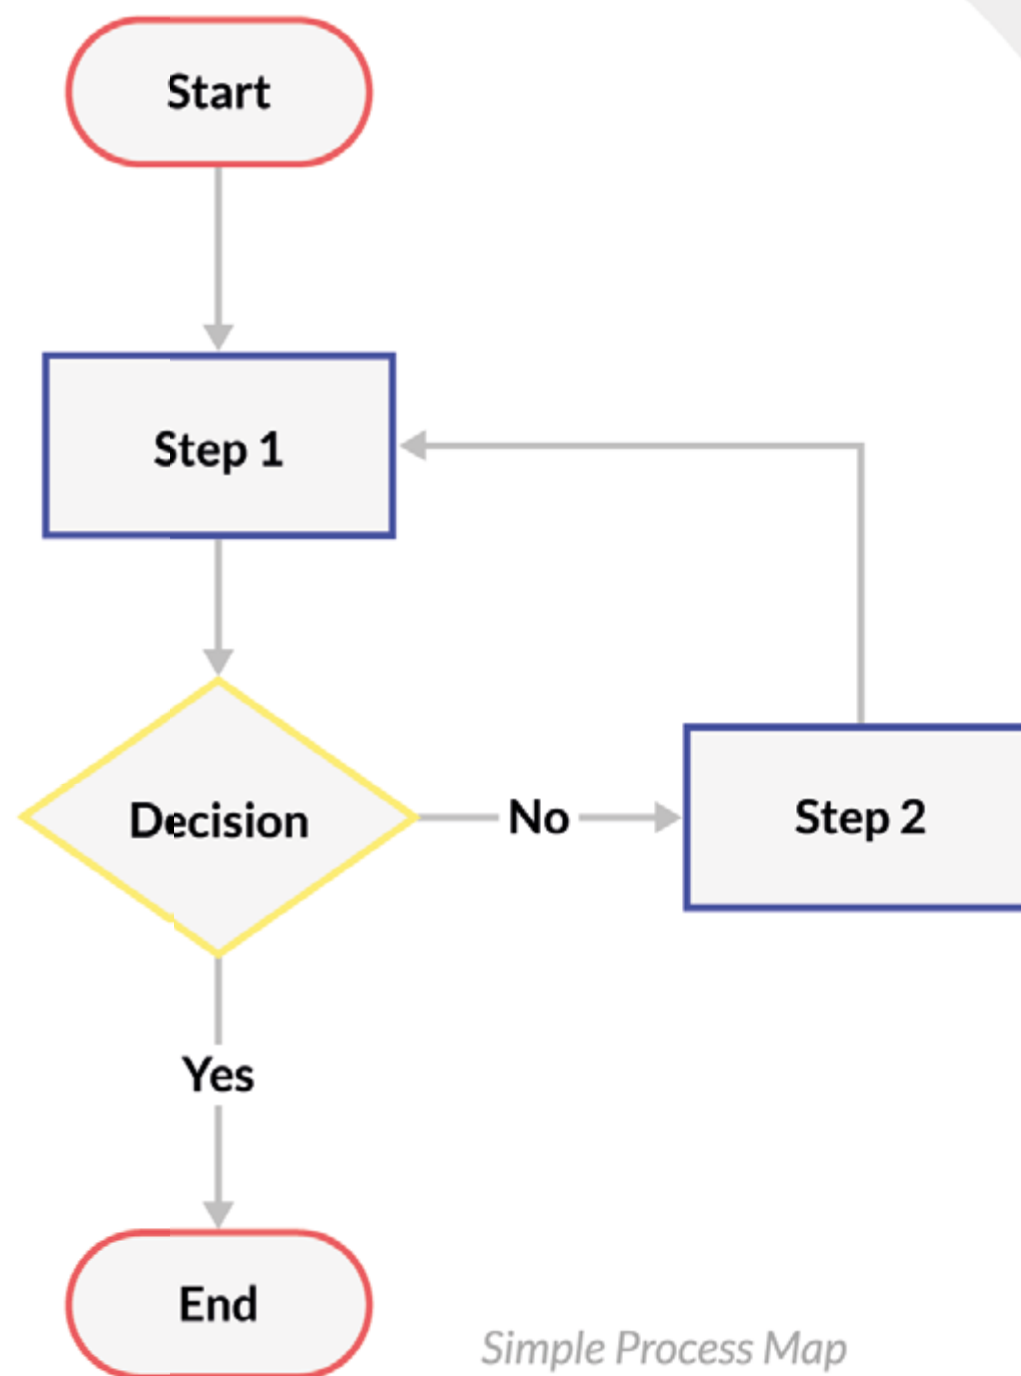 Start
Step 1
Decision
No
Step 2
Yes
End
Simple Process Map